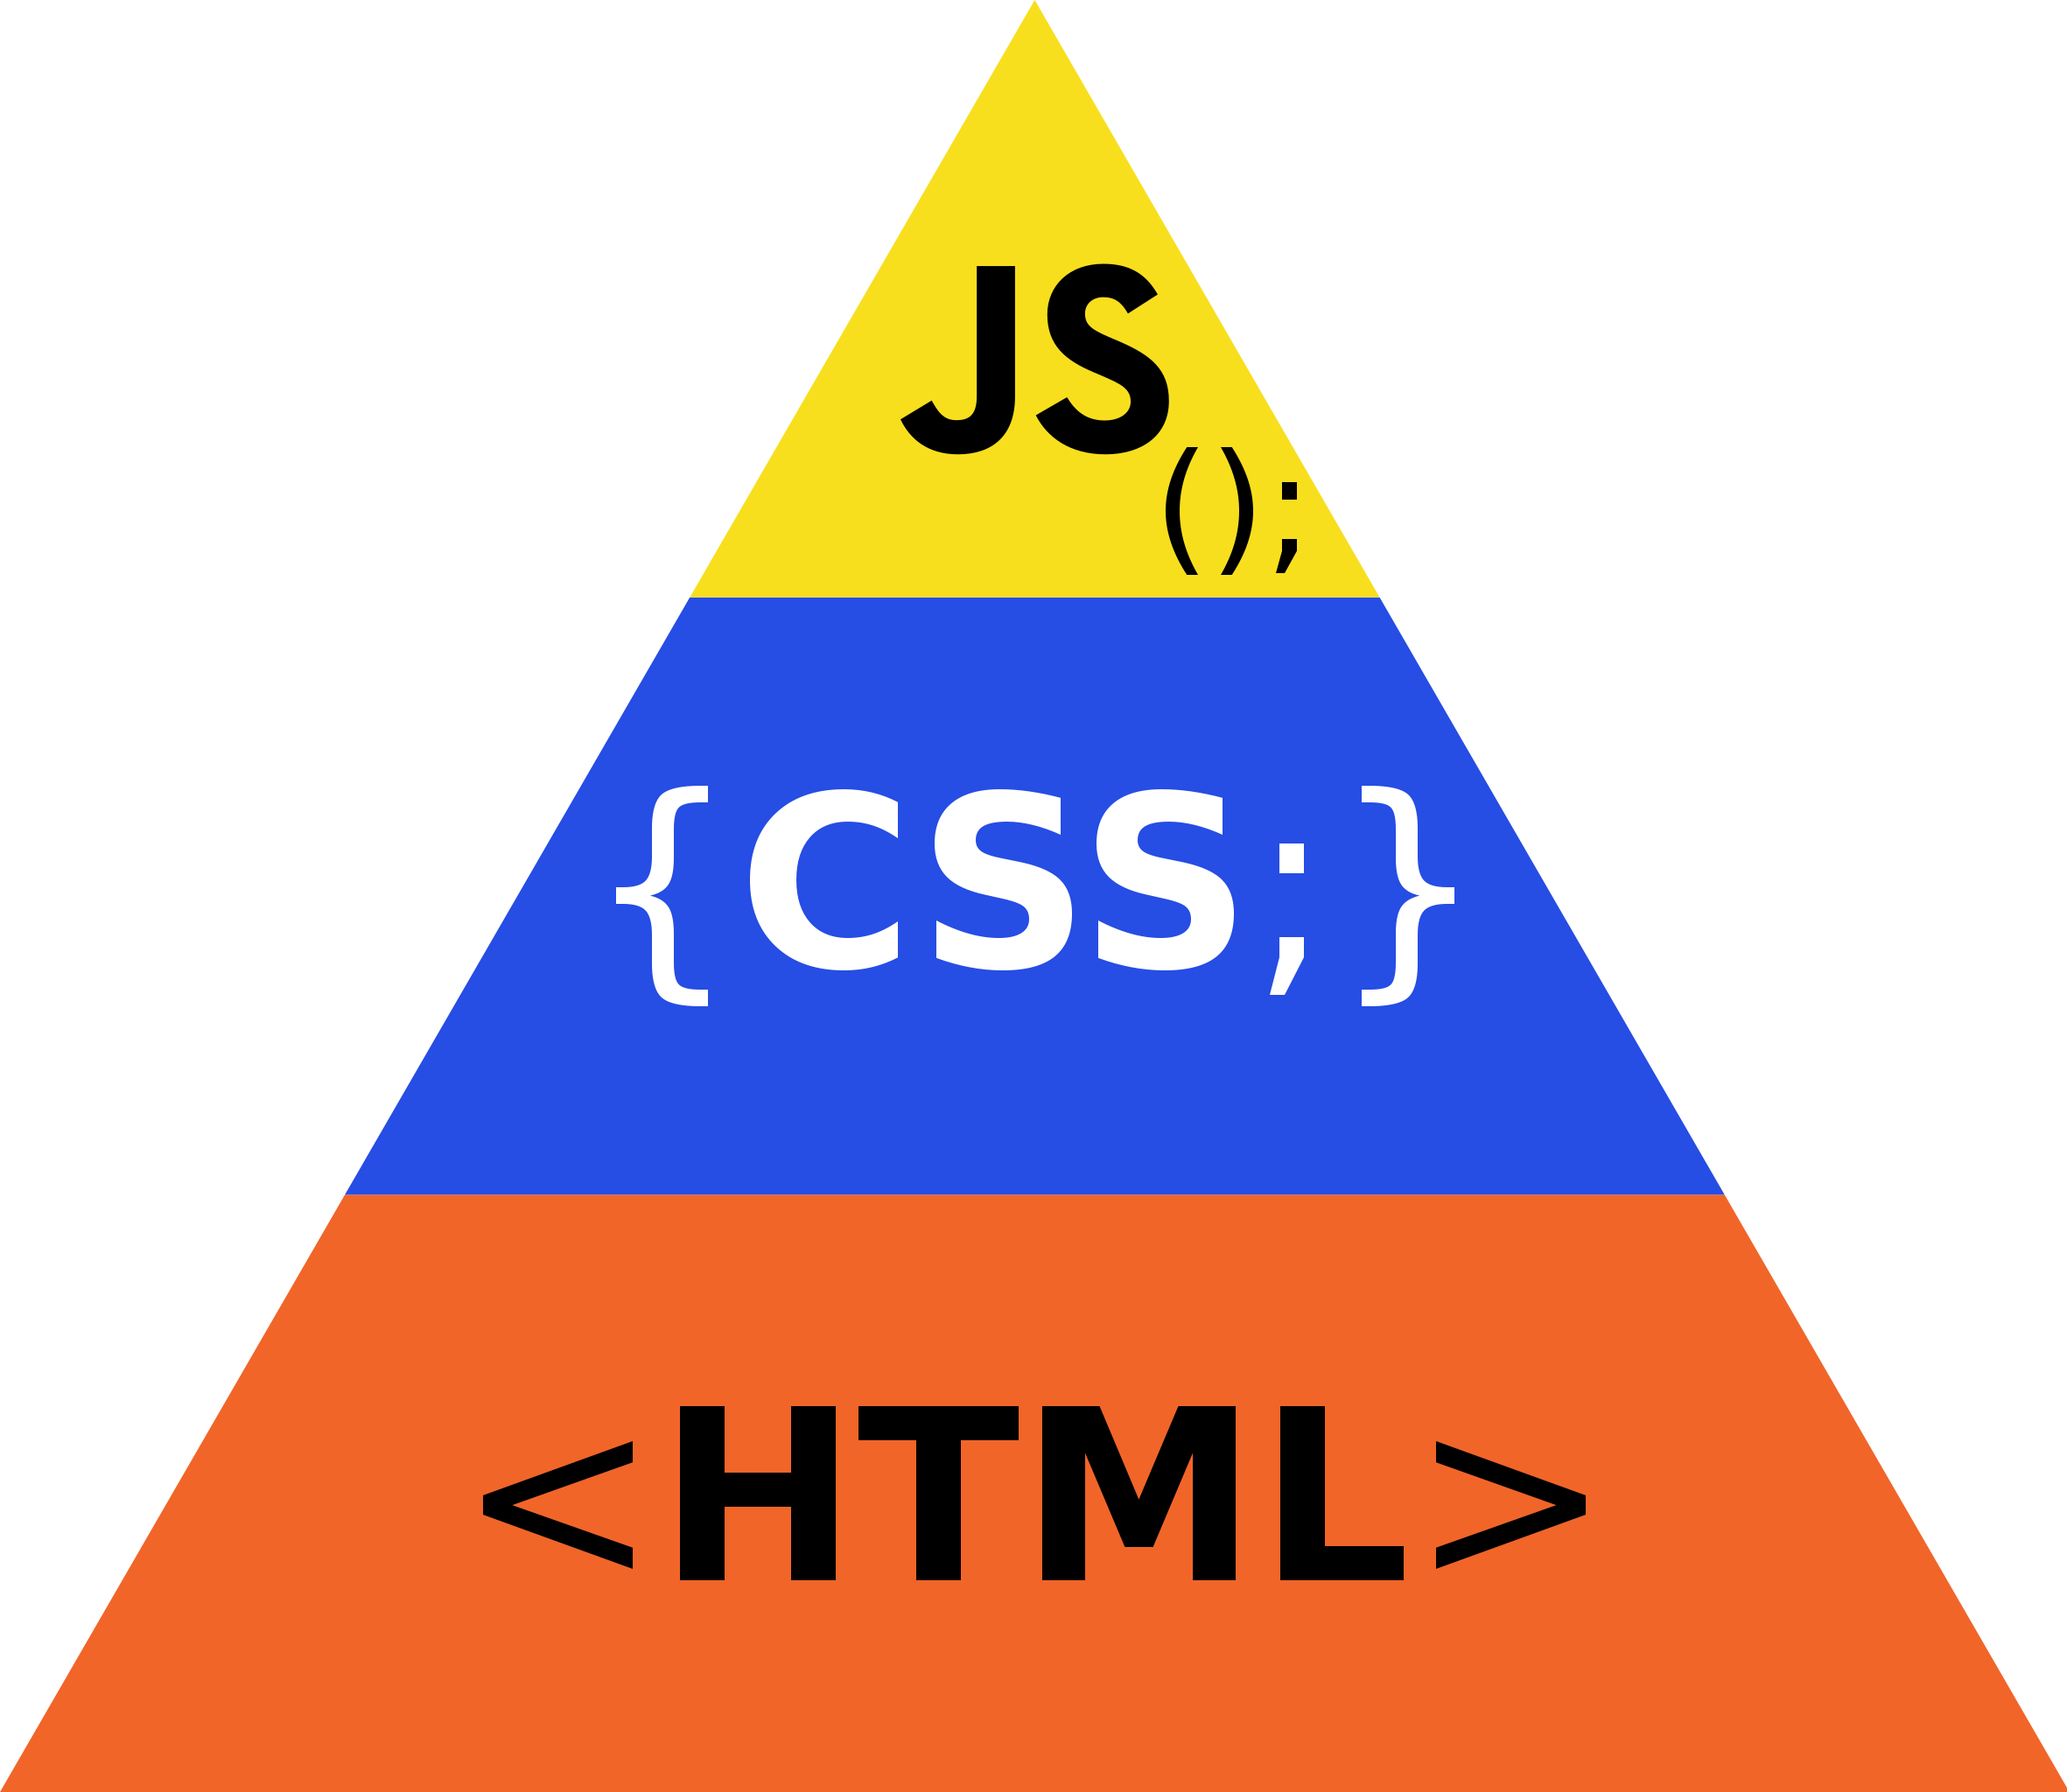 JS
();
{CSS;}
<HTML>